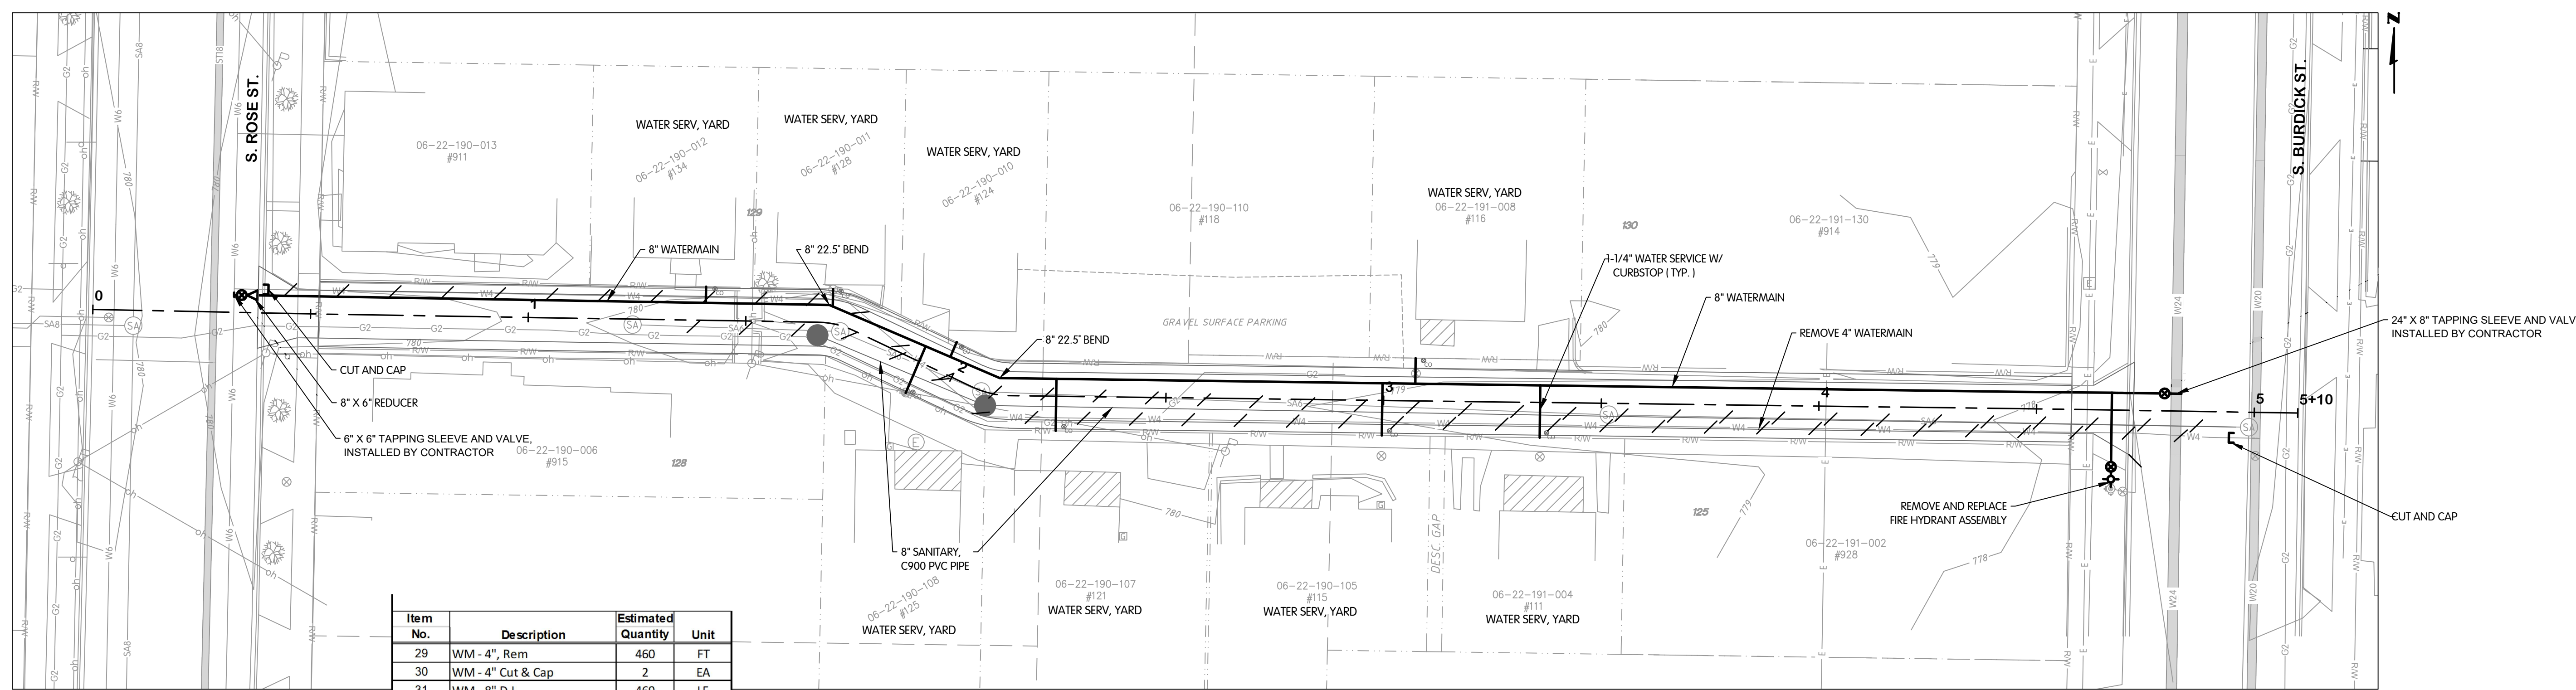 N
S. ROSE ST.
S. BURDICK ST.
WATER SERV, YARD
WATER SERV, YARD
WATER SERV, YARD
WATER SERV, YARD
06-22-190-013
#911
06-22-190-012
#134
06-22-190-011
#128
06-22-190-010
#124
06-22-190-110
#118
06-22-191-008
#116
06-22-191-130
#914
129
130
8" WATERMAIN
8" 22.5° BEND
1-1/4" WATER SERVICE W/
CURBSTOP ( TYP. )
8" WATERMAIN
REMOVE 4" WATERMAIN
GRAVEL SURFACE PARKING
8" 22.5° BEND
24" X 8" TAPPING SLEEVE AND VALV
INSTALLED BY CONTRACTOR
0
1
2
3
4
5
5+10
CUT AND CAP
8" X 6" REDUCER
6" X 6" TAPPING SLEEVE AND VALVE,
INSTALLED BY CONTRACTOR
06-22-190-006
#915
128
125
REMOVE AND REPLACE
FIRE HYDRANT ASSEMBLY
CUT AND CAP
8" SANITARY,
C900 PVC PIPE
DESC. GAP
06-22-190-108
#125
WATER SERV, YARD
06-22-190-107
#121
WATER SERV, YARD
06-22-190-105
#115
WATER SERV, YARD
06-22-191-004
#111
WATER SERV, YARD
06-22-191-002
#928
780
779
778
Item No. Description Estimated Quantity Unit
29 WM - 4", Rem 460 FT
30 WM - 4" Cut & Cap 2 EA